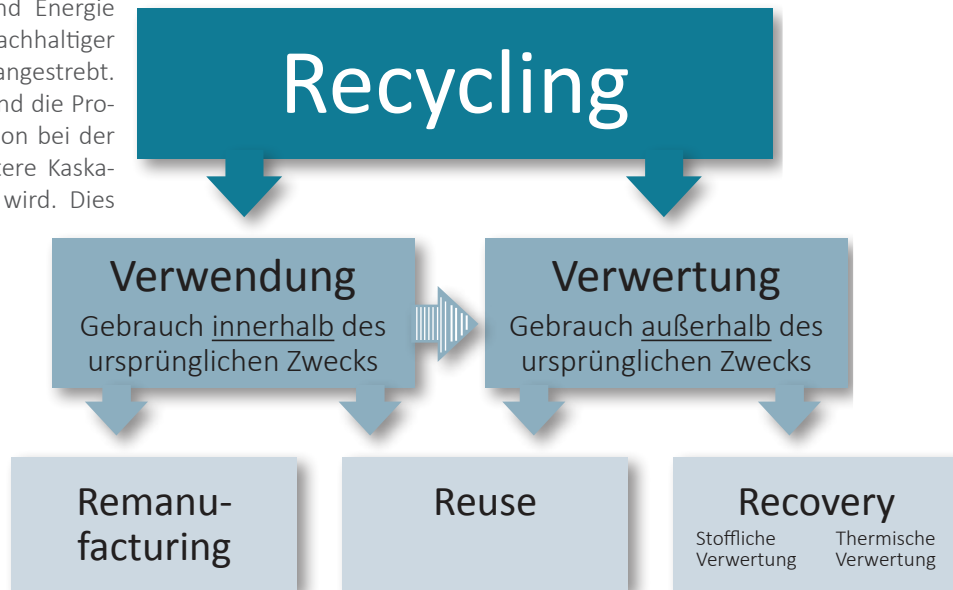 nd Energie
achhaltiger
angestrebt.
nd die Pro-
on bei der
tere Kaska-
wird. Dies
Recycling
Verwendung
Gebrauch innerhalb des
ursprünglichen Zwecks
Verwertung
Gebrauch außerhalb des
ursprünglichen Zwecks
Remanu-
facturing
Reuse
Recovery
Stoffliche
Verwertung
Thermische
Verwertung